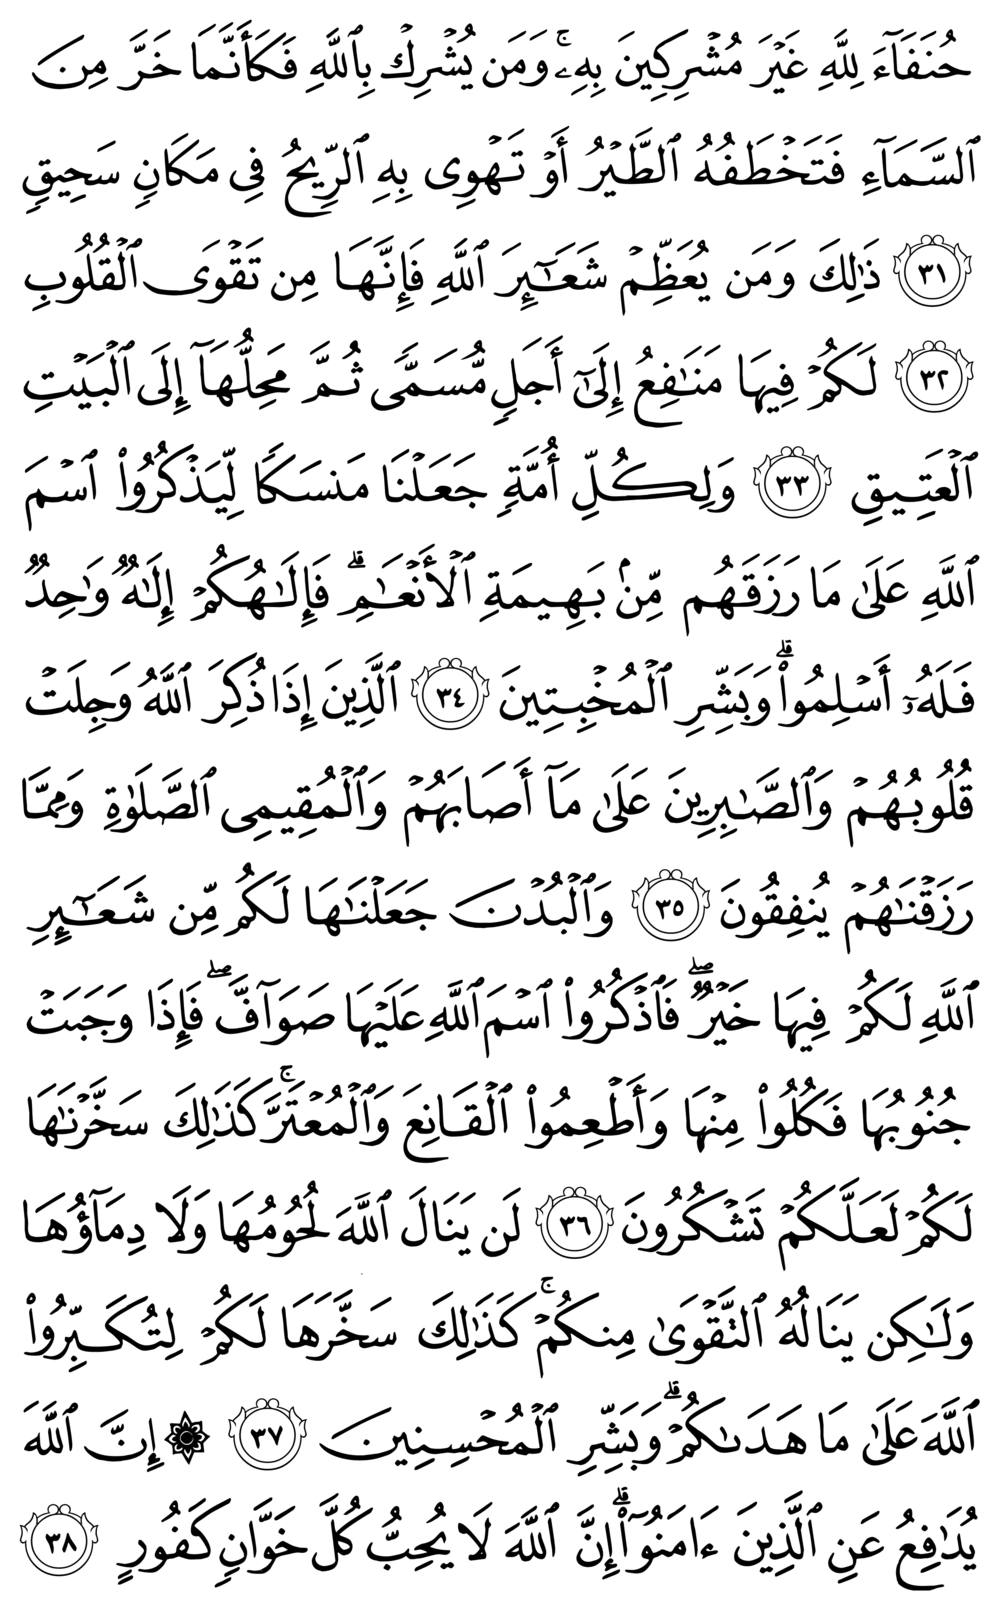 حُنَفَآءَ لِلَّهِ غَيۡرَ مُشۡرِكِينَ بِهِۦۚ وَمَن يُشۡرِكۡ بِٱللَّهِ فَكَأَنَّمَا خَرَّ مِنَ
ٱلسَّمَآءِ فَتَخۡطَفُهُ ٱلطَّيۡرُ أَوۡ تَهۡوِي بِهِ ٱلرِّيحُ فِي مَكَانٖ سَحِيقٖ
٣١ ذَٰلِكَ وَمَن يُعَظِّمۡ شَعَٰٓئِرَ ٱللَّهِ فَإِنَّهَا مِن تَقۡوَى ٱلۡقُلُوبِ
٣٢ لَكُمۡ فِيهَا مَنَٰفِعُ إِلَىٰٓ أَجَلٖ مُّسَمّٗى ثُمَّ مَحِلُّهَآ إِلَى ٱلۡبَيۡتِ
ٱلۡعَتِيقِ ٣٣ وَلِكُلِّ أُمَّةٖ جَعَلۡنَا مَنسَكٗا لِّيَذۡكُرُواْ ٱسۡمَ
ٱللَّهِ عَلَىٰ مَا رَزَقَهُم مِّنۢ بَهِيمَةِ ٱلۡأَنۡعَٰمِۗ فَإِلَٰهُكُمۡ إِلَٰهٞ وَٰحِدٞ
فَلَهُۥٓ أَسۡلِمُواْۗ وَبَشِّرِ ٱلۡمُخۡبِتِينَ ٣٤ ٱلَّذِينَ إِذَا ذُكِرَ ٱللَّهُ وَجِلَتۡ
قُلُوبُهُمۡ وَٱلصَّٰبِرِينَ عَلَىٰ مَآ أَصَابَهُمۡ وَٱلۡمُقِيمِي ٱلصَّلَوٰةِ وَمِمَّا
رَزَقۡنَٰهُمۡ يُنفِقُونَ ٣٥ وَٱلۡبُدۡنَ جَعَلۡنَٰهَا لَكُم مِّن شَعَٰٓئِرِ
ٱللَّهِ لَكُمۡ فِيهَا خَيۡرٞۖ فَٱذۡكُرُواْ ٱسۡمَ ٱللَّهِ عَلَيۡهَا صَوَآفَّۖ فَإِذَا وَجَبَتۡ
جُنُوبُهَا فَكُلُواْ مِنۡهَا وَأَطۡعِمُواْ ٱلۡقَانِعَ وَٱلۡمُعۡتَرَّۚ كَذَٰلِكَ سَخَّرۡنَٰهَا
لَكُمۡ لَعَلَّكُمۡ تَشۡكُرُونَ ٣٦ لَن يَنَالَ ٱللَّهَ لُحُومُهَا وَلَا دِمَآؤُهَا
وَلَٰكِن يَنَالُهُ ٱلتَّقۡوَىٰ مِنكُمۡۚ كَذَٰلِكَ سَخَّرَهَا لَكُمۡ لِتُكَبِّرُواْ
ٱللَّهَ عَلَىٰ مَا هَدَىٰكُمۡۗ وَبَشِّرِ ٱلۡمُحۡسِنِينَ ٣٧ ۞ إِنَّ ٱللَّهَ
يُدَٰفِعُ عَنِ ٱلَّذِينَ ءَامَنُوٓاْۗ إِنَّ ٱللَّهَ لَا يُحِبُّ كُلَّ خَوَّانٖ كَفُورٍ ٣٨